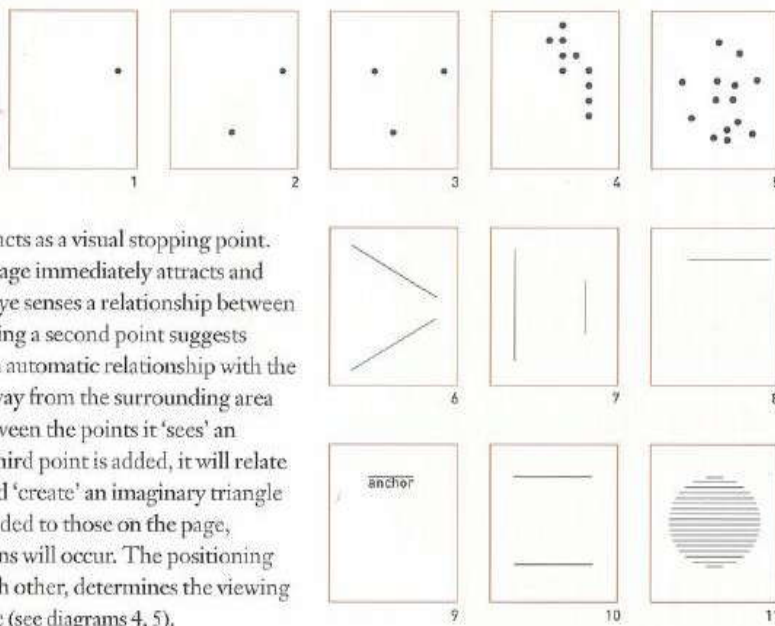 1
2
3
4
5
acts as a visual stopping point.
age immediately attracts and
ye senses a relationship between
ing a second point suggests
automatic relationship with the
vay from the surrounding area
ween the points it ‘sees’ an
hird point is added, it will relate
d ‘create’ an imaginary triangle
ded to those on the page,
ns will occur. The positioning
ch other, determines the viewing
e (see diagrams 4, 5).
6
7
8
anchor
9
10
11